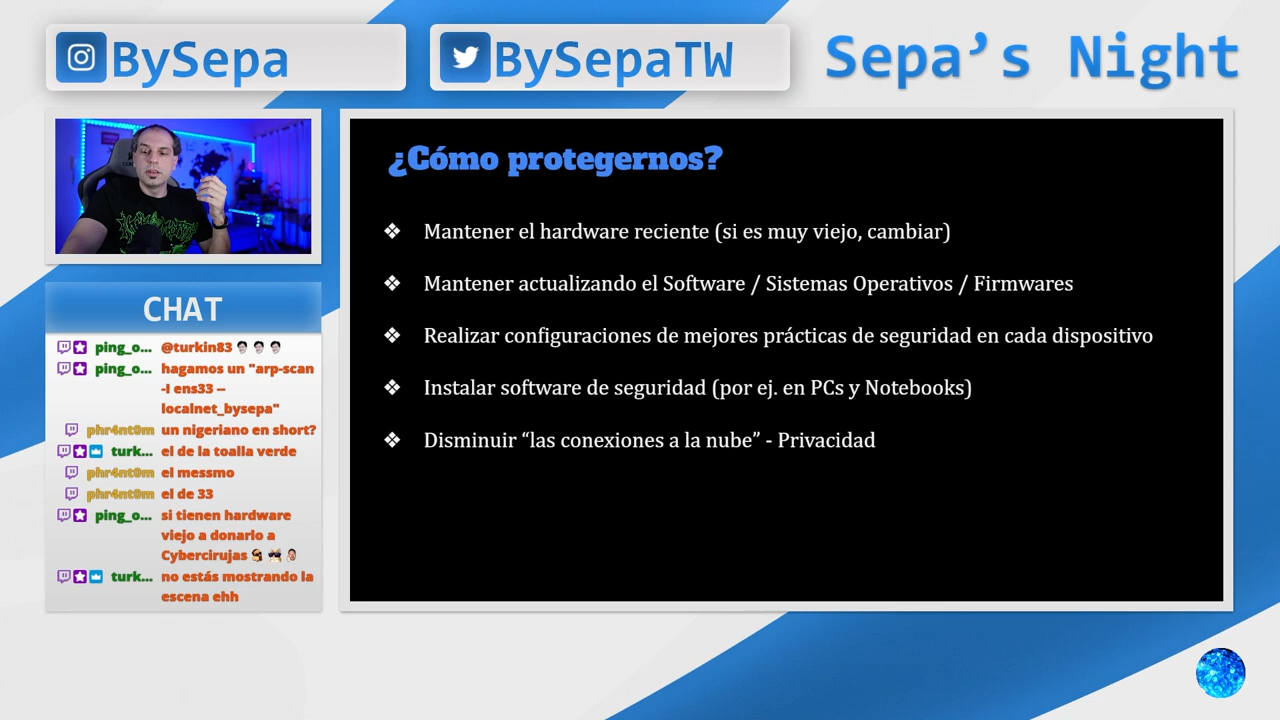 BySepa
BySepaTW
Sepa's Night
¿Cómo protegernos?
❖ Mantener el hardware reciente (si es muy viejo, cambiar)
❖ Mantener actualizando el Software / Sistemas Operativos / Firmwares
❖ Realizar configuraciones de mejores prácticas de seguridad en cada dispositivo
❖ Instalar software de seguridad (por ej. en PCs y Notebooks)
❖ Disminuir “las conexiones a la nube” - Privacidad
CHAT
ping_o... @turkin83
ping_o... hagamos un "arp-scan
-I ens33 --
localnet_bysepa"
phr4nt0m un nigeriano en short?
turk... el de la toalla verde
phr4nt0m el messmo
phr4nt0m el de 33
ping_o... si tienen hardware
viejo a donarlo a
Cybercirujas
turk... no estás mostrando la
escena ehh